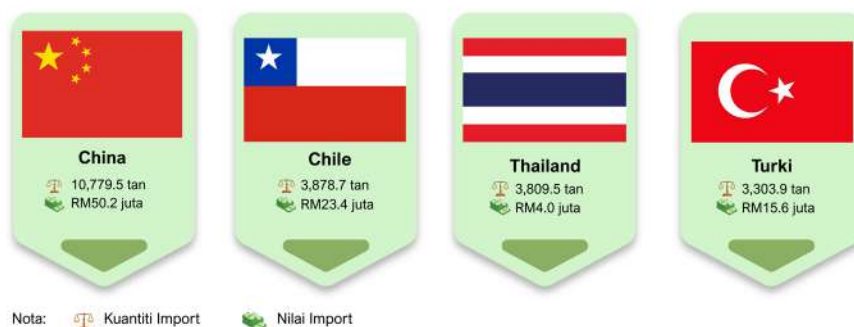 China
10,779.5 tan
RM50.2 juta
Chile
3,878.7 tan
RM23.4 juta
Thailand
3,809.5 tan
RM4.0 juta
Turki
3,303.9 tan
RM15.6 juta
Nota: Kuantiti Import Nilai Import